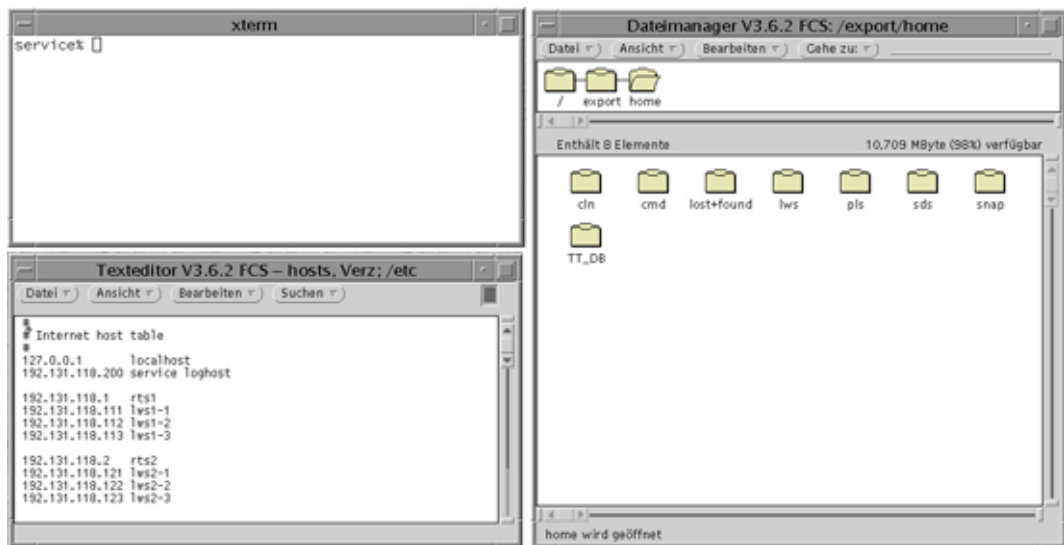 xterm
service%
Texteditor V3.6.2 FCS – hosts, Verz; /etc
Datei Ansicht Bearbeiten Suchen
#
# Internet host table
#
127.0.0.1 localhost
192.131.118.200 service loghost
192.131.118.1 rts1
192.131.118.111 lws1-1
192.131.118.112 lws1-2
192.131.118.113 lws1-3
192.131.118.2 rts2
192.131.118.121 lws2-1
192.131.118.122 lws2-2
192.131.118.123 lws2-3
Dateimanager V3.6.2 FCS: /export/home
Datei Ansicht Bearbeiten Gehe zu:
/ export home
Enthält 8 Elemente 10,709 MByte (98%) verfügbar
cln cmd lost+found lws pls sds snap
TT_DB
home wird geöffnet